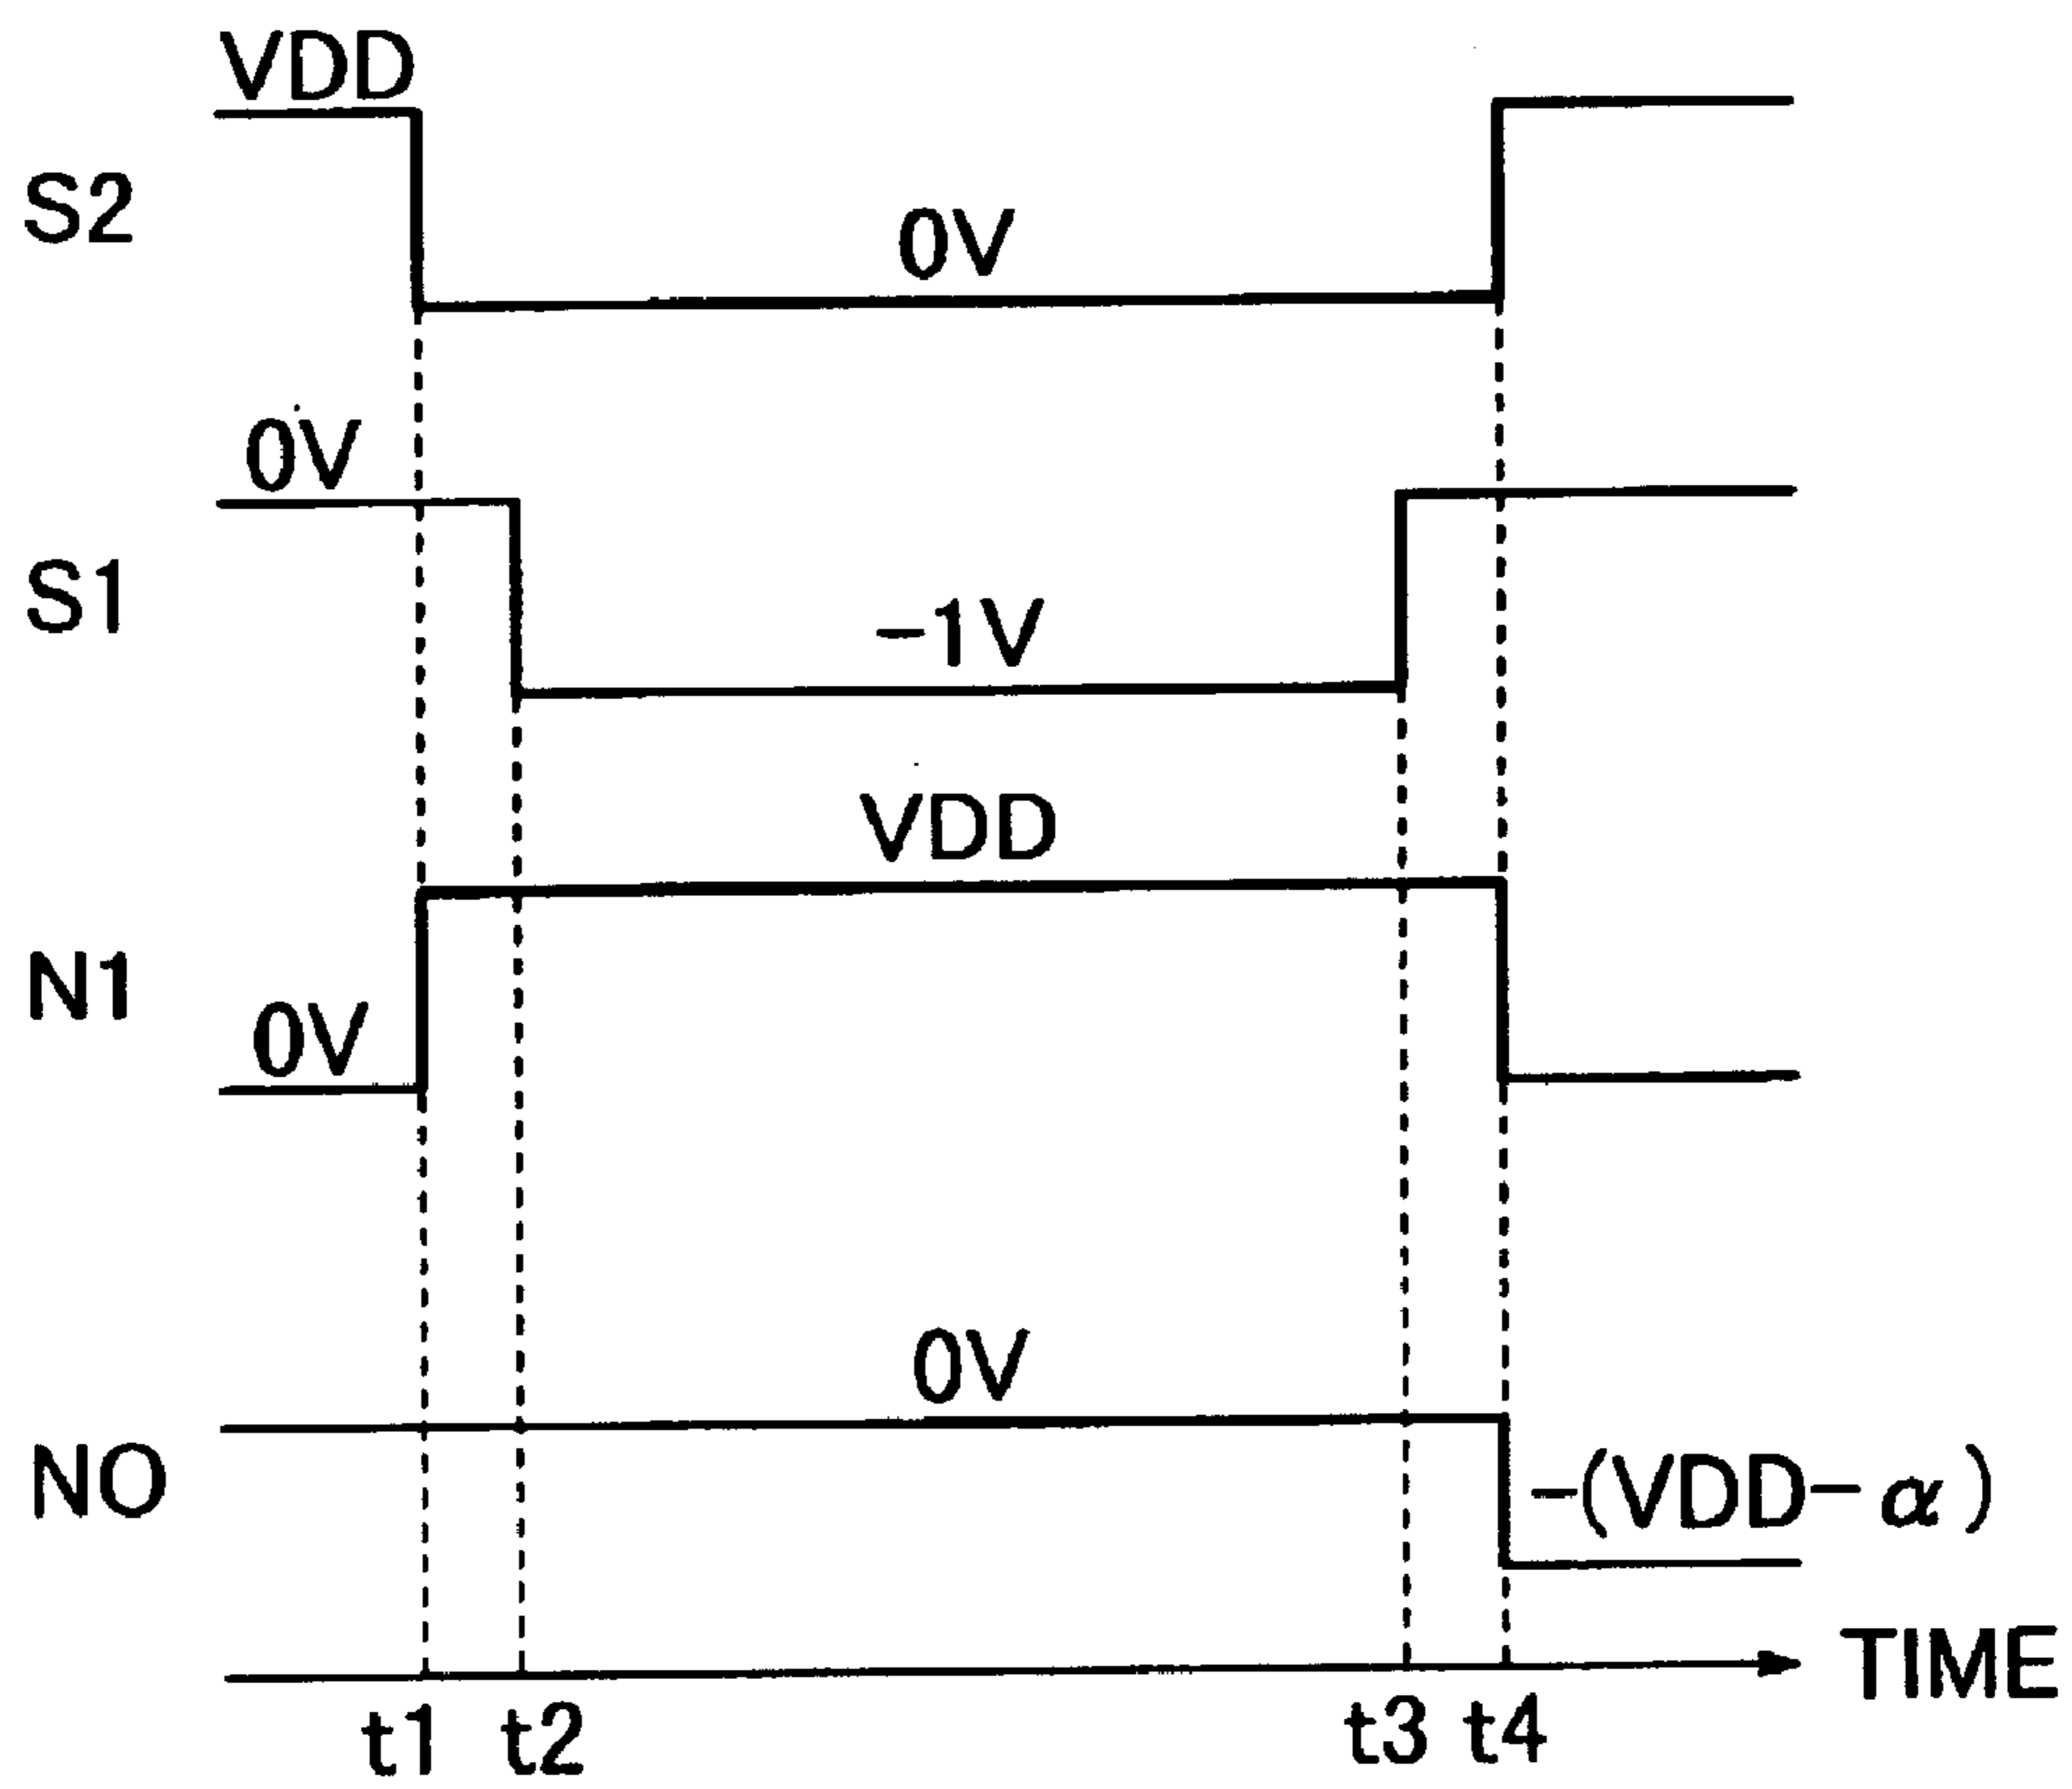 VDD
S2
0V
0V
S1
-1V
VDD
N1
0V
0V
NO
-(VDD-α)
TIME
t1 t2 t3 t4